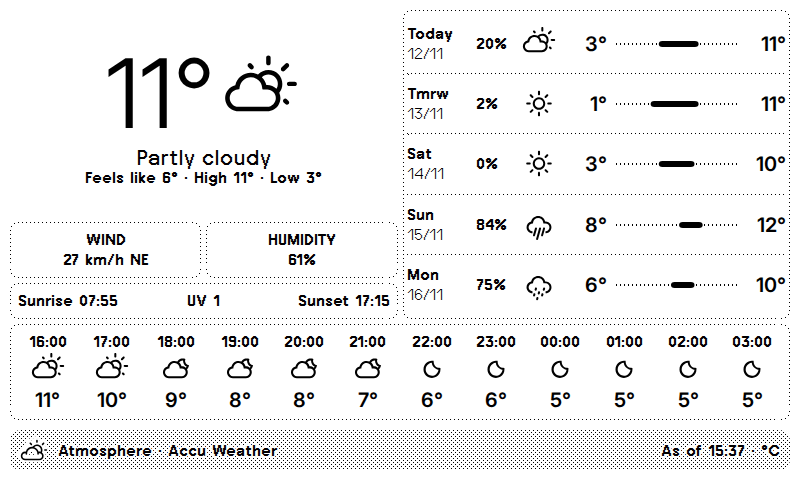 11°
Partly cloudy
Feels like 6° · High 11° · Low 3°
WIND
27 km/h NE
HUMIDITY
61%
Sunrise 07:55 UV 1 Sunset 17:15
Today
12/11
20% 3° 11°
Tmrw
13/11
2% 1° 11°
Sat
14/11
0% 3° 10°
Sun
15/11
84% 8° 12°
Mon
16/11
75% 6° 10°
16:00 17:00 18:00 19:00 20:00 21:00 22:00 23:00 00:00 01:00 02:00 03:00
11° 10° 9° 8° 8° 7° 6° 6° 5° 5° 5° 5°
Atmosphere · Accu Weather As of 15:37 · °C